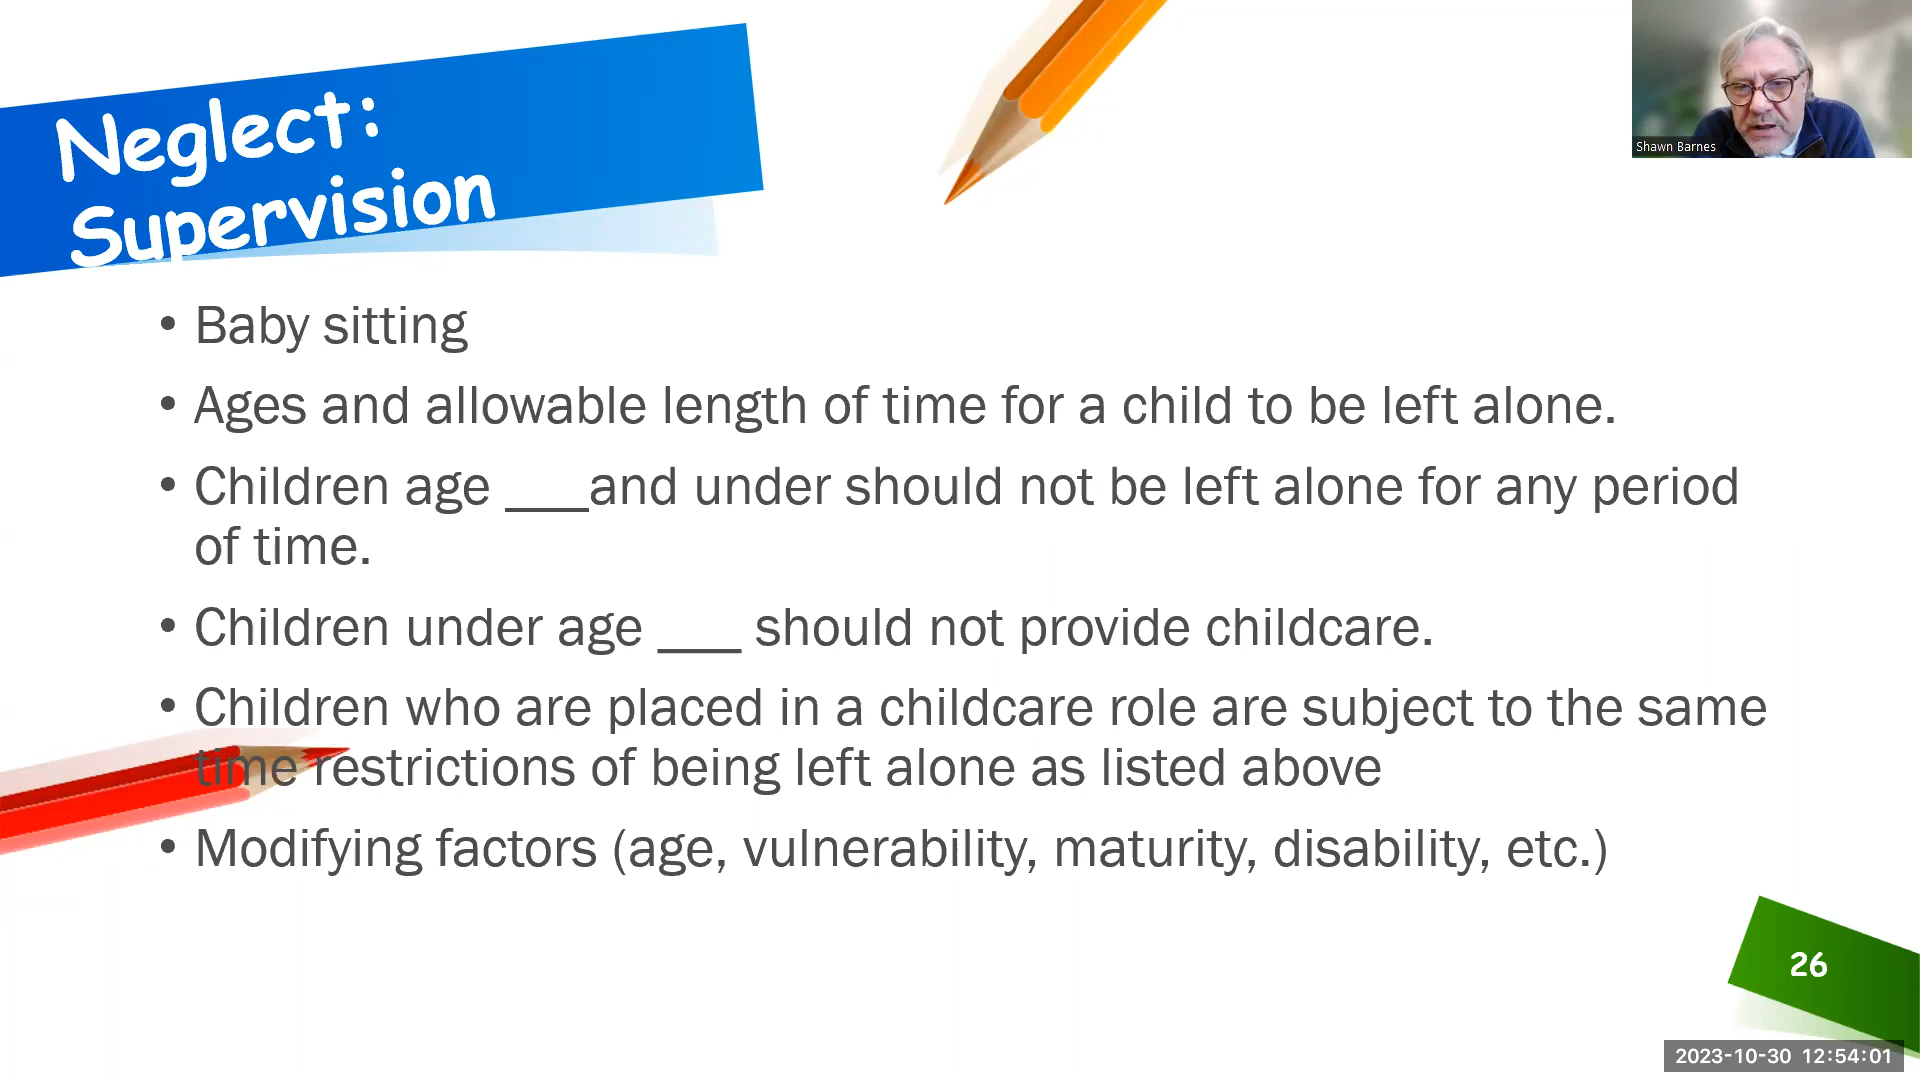 Neglect:
Supervision
Shawn Barnes
• Baby sitting
• Ages and allowable length of time for a child to be left alone.
• Children age ___and under should not be left alone for any period
of time.
• Children under age ___ should not provide childcare.
• Children who are placed in a childcare role are subject to the same
time restrictions of being left alone as listed above
• Modifying factors (age, vulnerability, maturity, disability, etc.)
26
2023-10-30 12:54:01